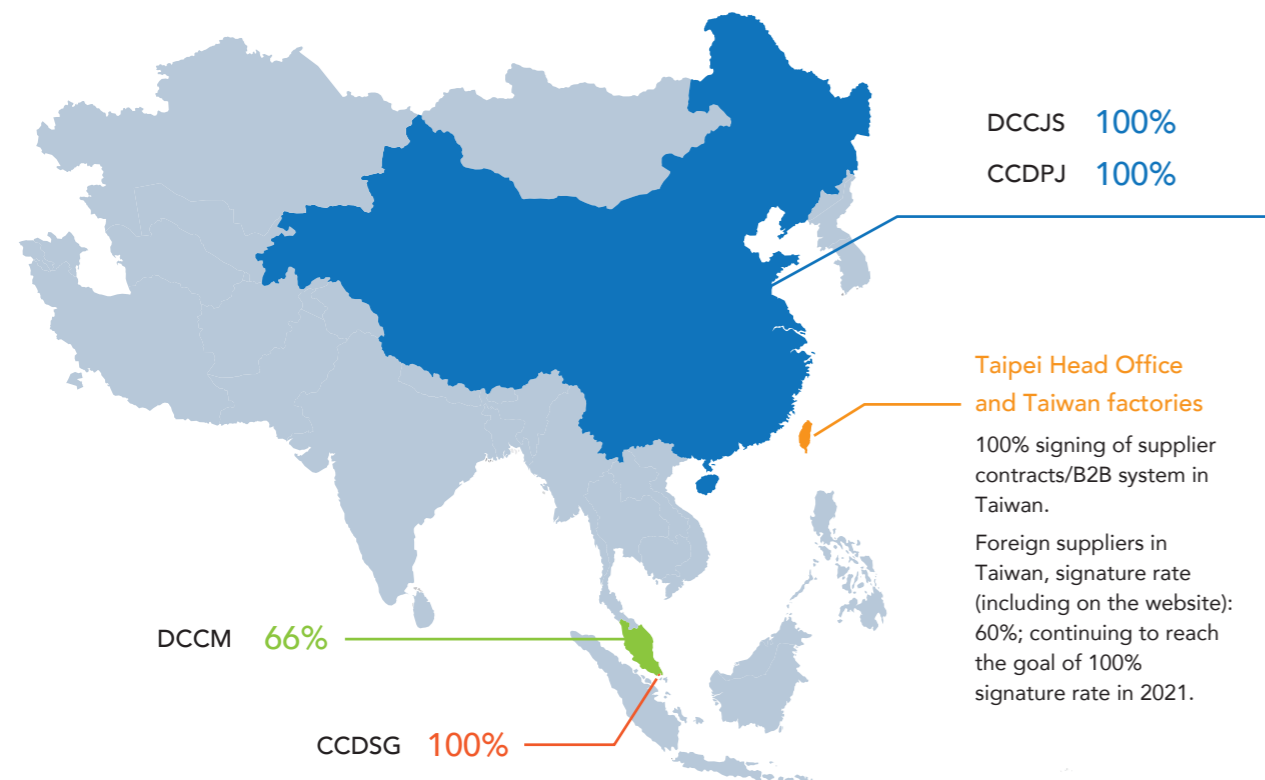 DCCJS 100%
CCDPJ 100%
Taipei Head Office
and Taiwan factories
100% signing of supplier
contracts/B2B system in
Taiwan.
Foreign suppliers in
Taiwan, signature rate
(including on the website):
60%; continuing to reach
the goal of 100%
signature rate in 2021.
DCCM 66%
CCDSG 100%